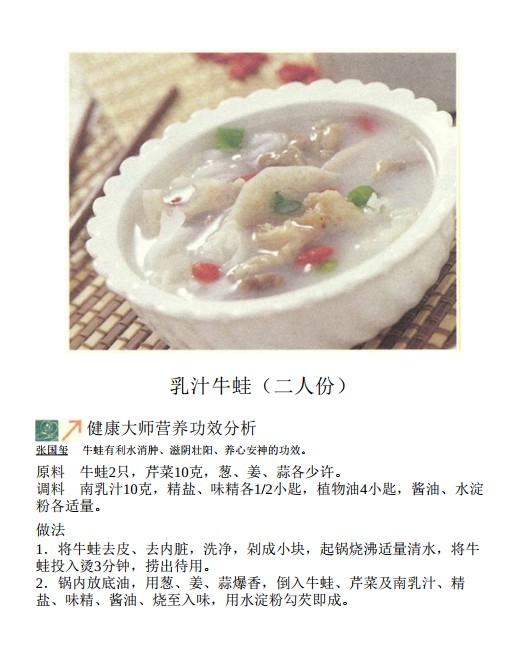 乳汁牛蛙（二人份）
健康大师营养功效分析
张国玺　牛蛙有利水消肿、滋阴壮阳、养心安神的功效。
原料　牛蛙2只，芹菜10克，葱、姜、蒜各少许。
调料　南乳汁10克，精盐、味精各1/2小匙，植物油4小匙，酱油、水淀
粉各适量。
做法
1．将牛蛙去皮、去内脏，洗净，剁成小块，起锅烧沸适量清水，将牛
蛙投入烫3分钟，捞出待用。
2．锅内放底油，用葱、姜、蒜爆香，倒入牛蛙、芹菜及南乳汁、精
盐、味精、酱油、烧至入味，用水淀粉勾芡即成。